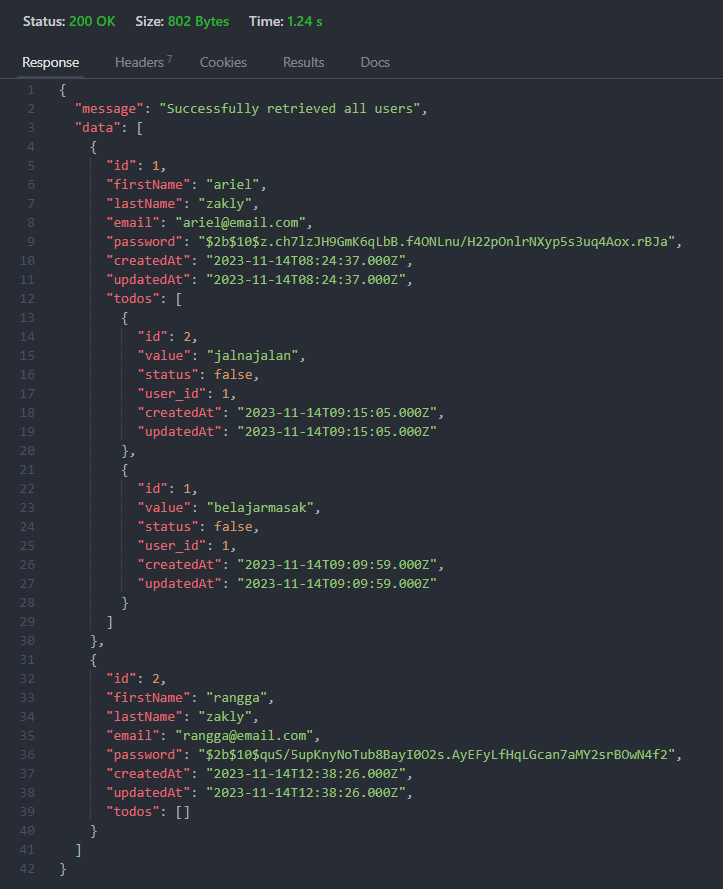 Status: 200 OK Size: 802 Bytes Time: 1.24 s
Response Headers 7 Cookies Results Docs
1 {
2 "message": "Successfully retrieved all users",
3 "data": [
4 {
5 "id": 1,
6 "firstName": "ariel",
7 "lastName": "zakly",
8 "email": "ariel@email.com",
9 "password": "$2b$10$z.ch7lzJH9GmK6qLbB.f4ONLnu/H22pOnlrNXyp5s3uq4Aox.rBJa",
10 "createdAt": "2023-11-14T08:24:37.000Z",
11 "updatedAt": "2023-11-14T08:24:37.000Z",
12 "todos": [
13 {
14 "id": 2,
15 "value": "jalnajalan",
16 "status": false,
17 "user_id": 1,
18 "createdAt": "2023-11-14T09:15:05.000Z",
19 "updatedAt": "2023-11-14T09:15:05.000Z"
20 },
21 {
22 "id": 1,
23 "value": "belajarmasak",
24 "status": false,
25 "user_id": 1,
26 "createdAt": "2023-11-14T09:09:59.000Z",
27 "updatedAt": "2023-11-14T09:09:59.000Z"
28 }
29 ]
30 },
31 {
32 "id": 2,
33 "firstName": "rangga",
34 "lastName": "zakly",
35 "email": "rangga@email.com",
36 "password": "$2b$10$quS/5upKnyNoTub8BayI0O2s.AyEFyLfHqLGcan7aMY2srBOwN4f2",
37 "createdAt": "2023-11-14T12:38:26.000Z",
38 "updatedAt": "2023-11-14T12:38:26.000Z",
39 "todos": []
40 }
41 ]
42 }